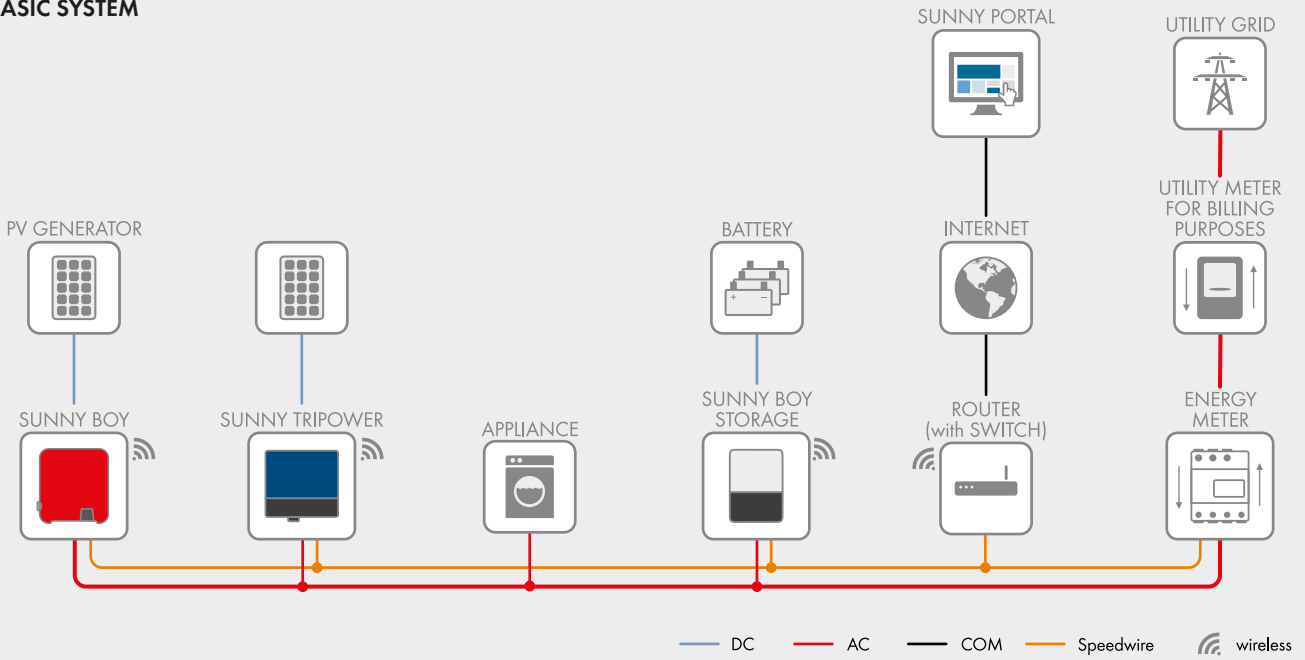 ASIC SYSTEM
SUNNY PORTAL
UTILITY GRID
UTILITY METER
FOR BILLING
PURPOSES
PV GENERATOR
BATTERY
INTERNET
SUNNY BOY
SUNNY TRIPOWER
APPLIANCE
SUNNY BOY
STORAGE
ROUTER
(with SWITCH)
ENERGY
METER
DC
AC
COM
Speedwire
wireless